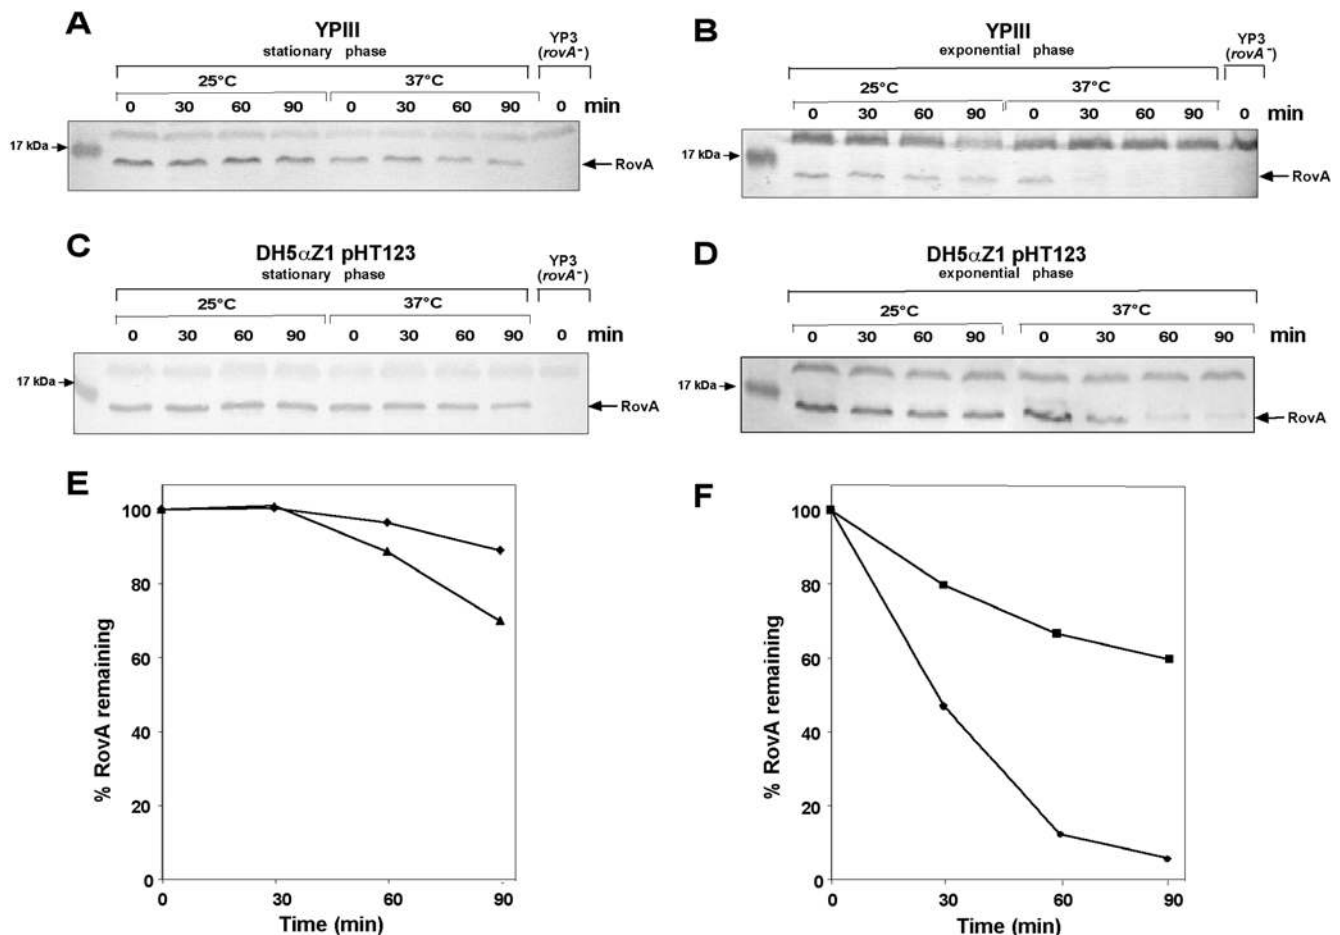 A
YPIII
stationary phase
YP3
(rovA⁻)
25°C 37°C
0 30 60 90 0 30 60 90 0 min
17 kDa
RovA
B
YPIII
exponential phase
YP3
(rovA⁻)
25°C 37°C
0 30 60 90 0 30 60 90 0 min
17 kDa
RovA
C
DH5αZ1 pHT123
stationary phase
YP3
(rovA⁻)
25°C 37°C
0 30 60 90 0 30 60 90 0 min
17 kDa
RovA
D
DH5αZ1 pHT123
exponential phase
25°C 37°C
0 30 60 90 0 30 60 90 min
17 kDa
RovA
E
% RovA remaining
100
80
60
40
20
0
0 30 60 90
Time (min)
F
% RovA remaining
100
80
60
40
20
0
0 30 60 90
Time (min)